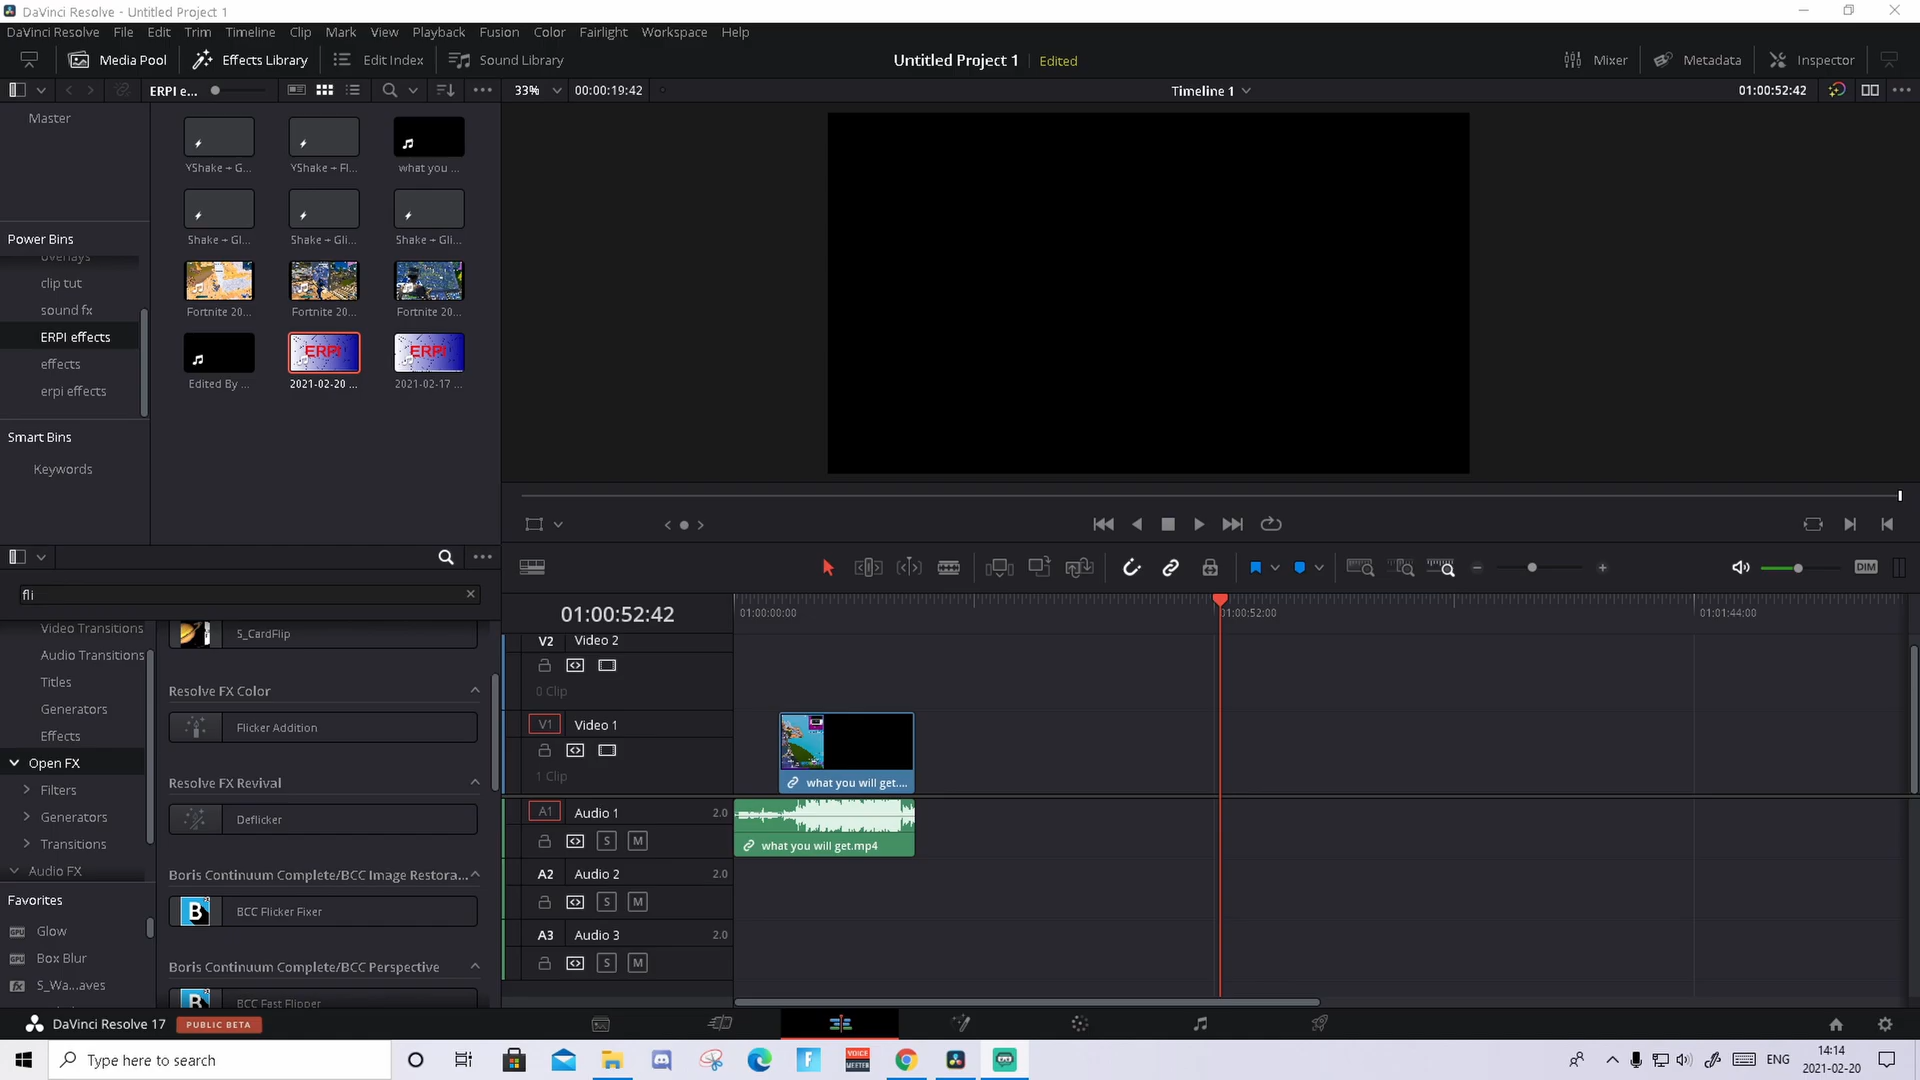 DaVinci Resolve - Untitled Project 1
DaVinci Resolve File Edit Trim Timeline Clip Mark View Playback Fusion Color Fairlight Workspace Help
Media Pool Effects Library Edit Index Sound Library Untitled Project 1 Edited Mixer Metadata Inspector
ERPI e... 33% 00:00:19:42 Timeline 1 01:00:52:42
Master
YShake + G... YShake + Fl... what you ...
Shake + Gl... Shake + Gli... Shake + Gli...
Power Bins
overlays
clip tut
sound fx
ERPI effects
effects
erpi effects
Fortnite 20... Fortnite 20... Fortnite 20...
ERPI ERPI
Edited By ... 2021-02-20 ... 2021-02-17 ...
Smart Bins
Keywords
fli
Video Transitions
Audio Transitions
Titles
Generators
Effects
Open FX
Filters
Generators
Transitions
Audio FX
Favorites
Glow
Box Blur
S_Wa...aves
S_CardFlip
Resolve FX Color
Flicker Addition
Resolve FX Revival
Deflicker
Boris Continuum Complete/BCC Image Restora...
B BCC Flicker Fixer
Boris Continuum Complete/BCC Perspective
B BCC Fast Flipper
DIM
01:00:52:42 01:00:00:00 01:00:52:00 01:01:44:00
V2 Video 2
0 Clip
V1 Video 1
1 Clip
what you will get....
A1 Audio 1 2.0
S M
what you will get.mp4
A2 Audio 2 2.0
S M
A3 Audio 3 2.0
S M
DaVinci Resolve 17 PUBLIC BETA
Type here to search
VOICE MEETER
ENG
14:14
2021-02-20